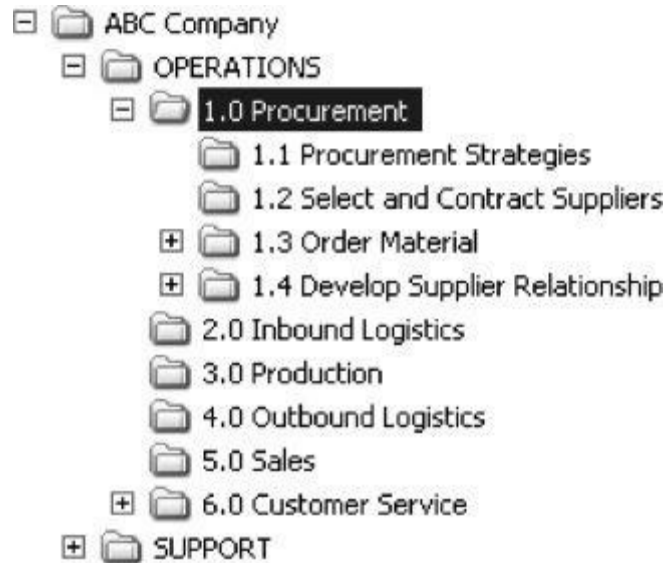 ABC Company
OPERATIONS
1.0 Procurement
1.1 Procurement Strategies
1.2 Select and Contract Suppliers
1.3 Order Material
1.4 Develop Supplier Relationship
2.0 Inbound Logistics
3.0 Production
4.0 Outbound Logistics
5.0 Sales
6.0 Customer Service
SUPPORT